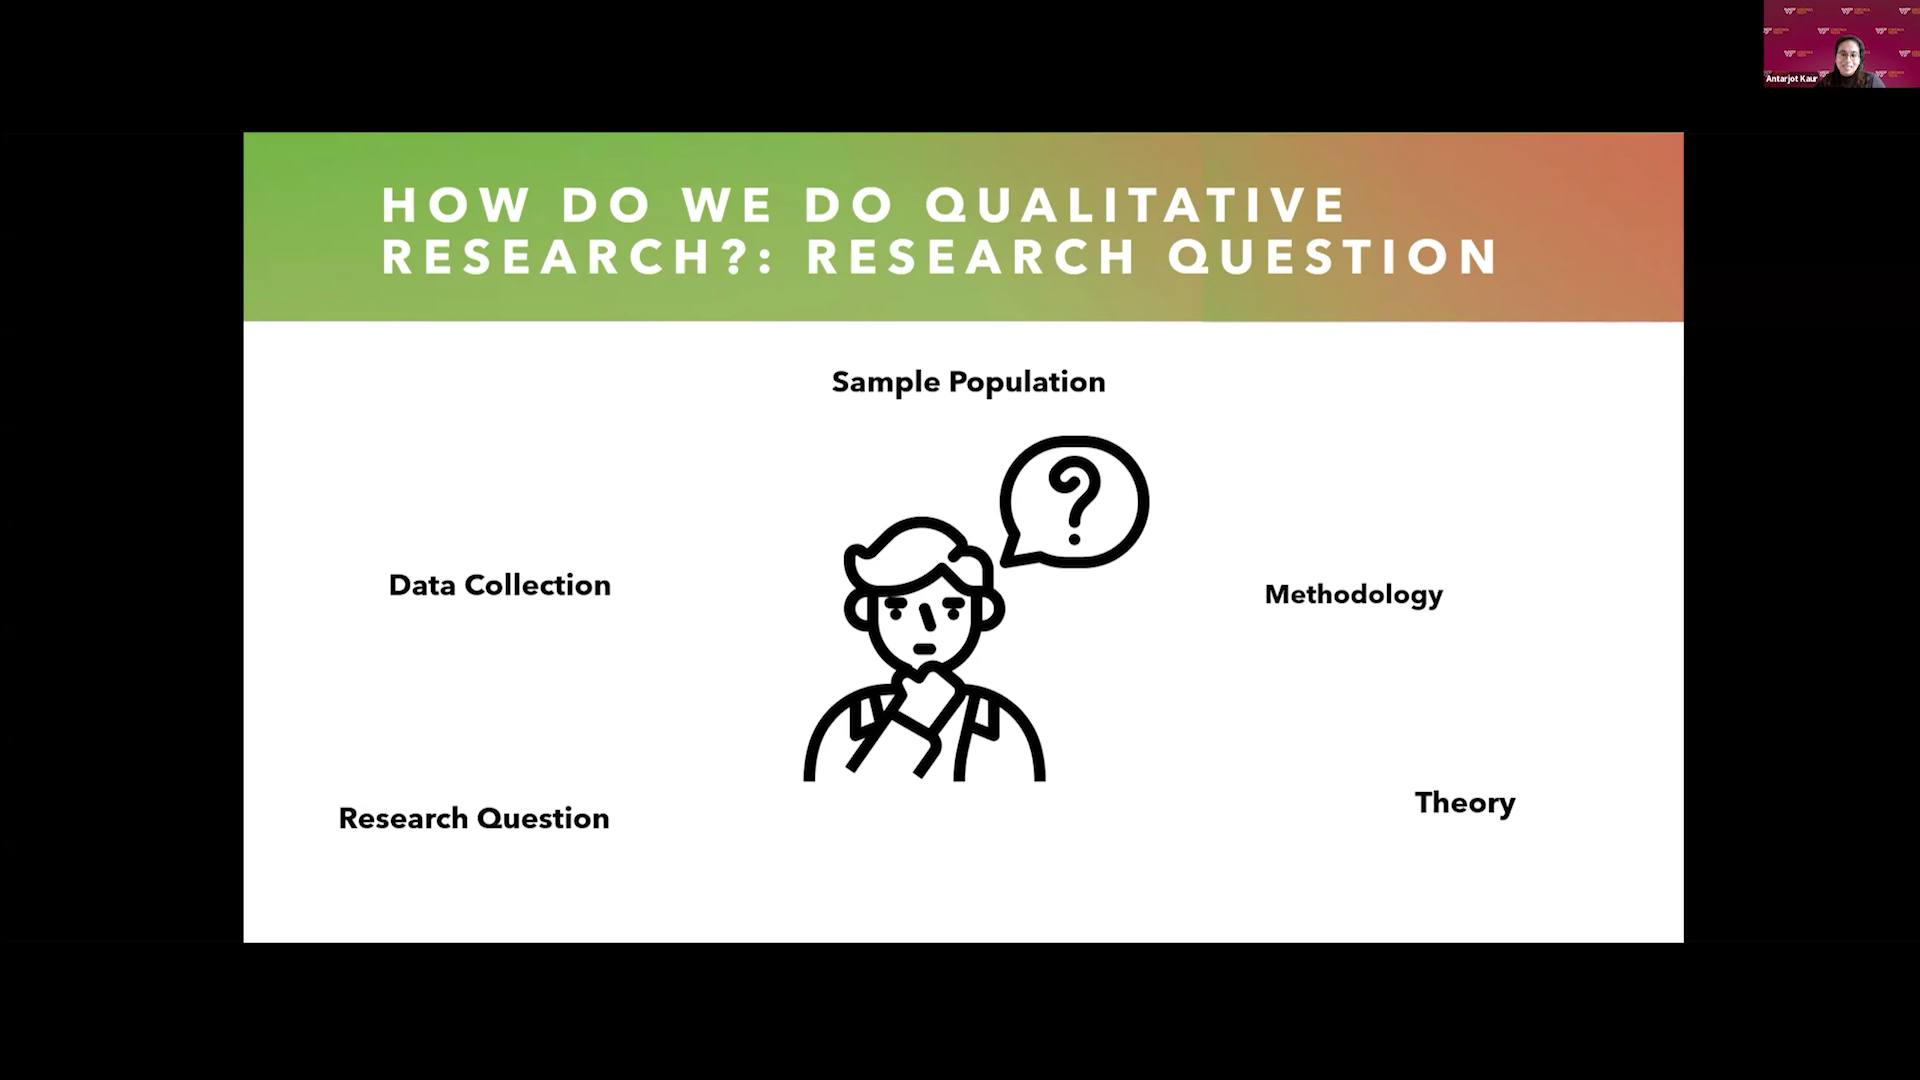 Antarjot Kaur
HOW DO WE DO QUALITATIVE
RESEARCH?: RESEARCH QUESTION
Sample Population
?
Data Collection
Methodology
Research Question
Theory